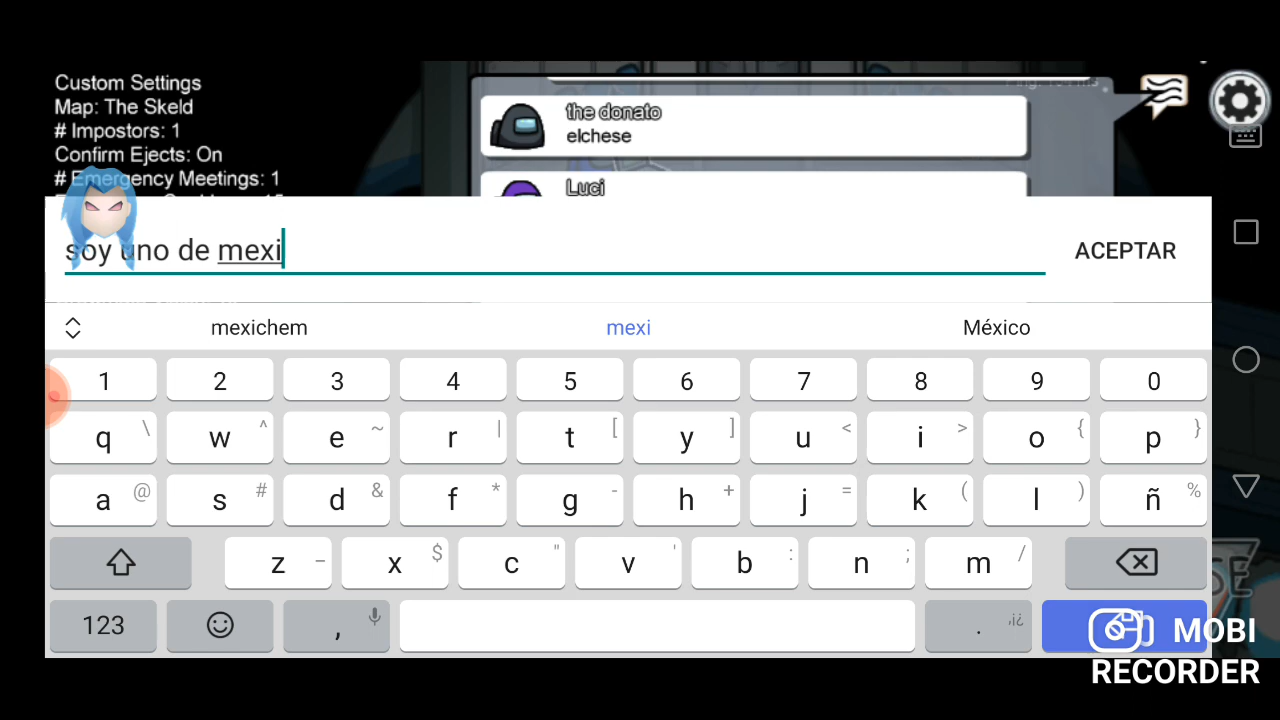 Custom Settings
Map: The Skeld
# Impostors: 1
Confirm Ejects: On
# Emergency Meetings: 1
the donato
elchese
Luci
soy uno de mexi
ACEPTAR
mexichem mexi México
1 2 3 4 5 6 7 8 9 0
q \ w ^ e ~ r | t [ y ] u < i > o { p }
a @ s # d & f * g - h + j = k ( l ) ñ %
z _ x $ c " v ' b : n ; m /
123 , . ,i¿
MOBI
RECORDER